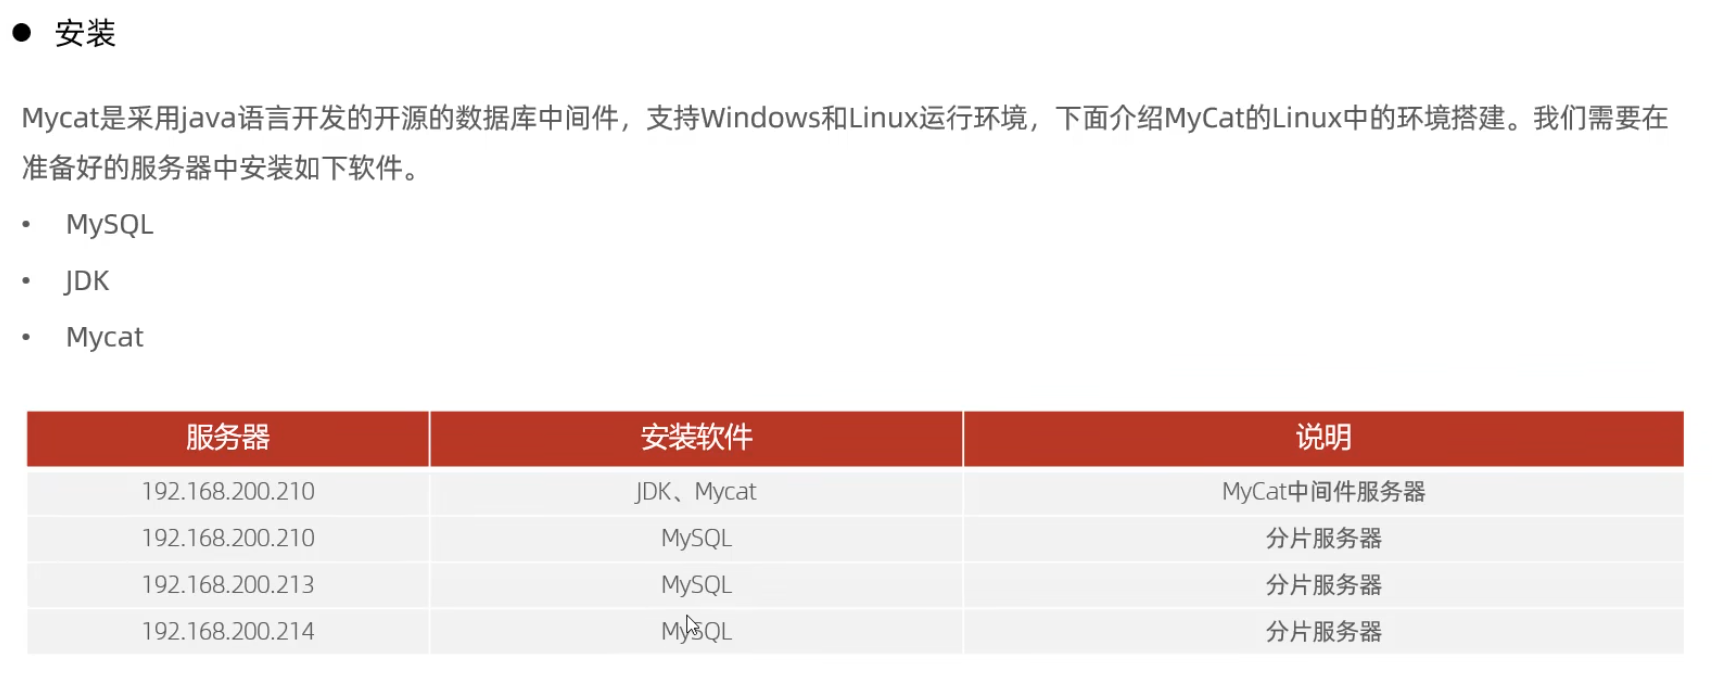 ● 安装
Mycat是采用java语言开发的开源的数据库中间件，支持Windows和Linux运行环境，下面介绍MyCat的Linux中的环境搭建。我们需要在
准备好的服务器中安装如下软件。
• MySQL
• JDK
• Mycat
服务器 安装软件 说明
192.168.200.210 JDK、Mycat MyCat中间件服务器
192.168.200.210 MySQL 分片服务器
192.168.200.213 MySQL 分片服务器
192.168.200.214 MySQL 分片服务器